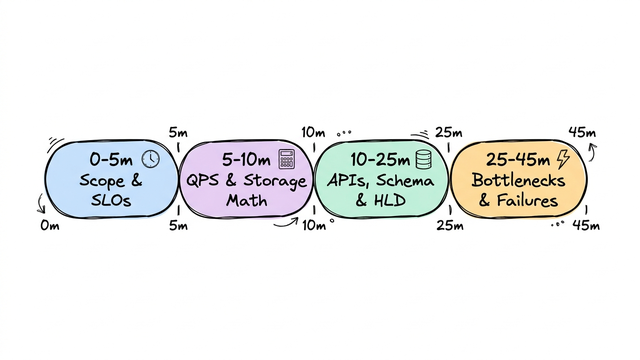 5m
10m
25m
45m
0-5m
Scope &
SLOs
5-10m
QPS & Storage
Math
10-25m
APIs, Schema
& HLD
25-45m
Bottlenecks
& Failures
0m
5m
10m
25m
45m